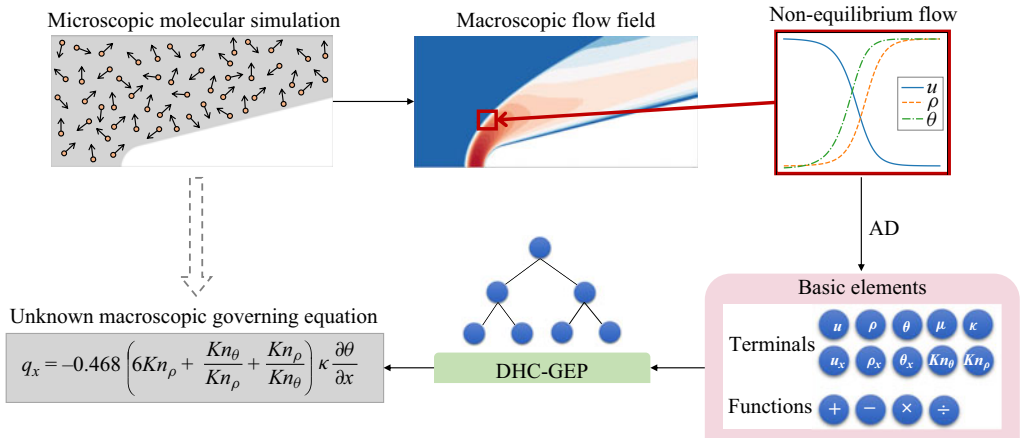 Microscopic molecular simulation
Macroscopic flow field
Non-equilibrium flow
u
ρ
θ
AD
Basic elements
Terminals
u ρ θ μ κ
u_x ρ_x θ_x Kn_θ Kn_ρ
Functions
+ − × ÷
DHC-GEP
Unknown macroscopic governing equation
q_x = –0.468 (6Kn_ρ + Kn_θ/Kn_ρ + Kn_ρ/Kn_θ) κ ∂θ/∂x